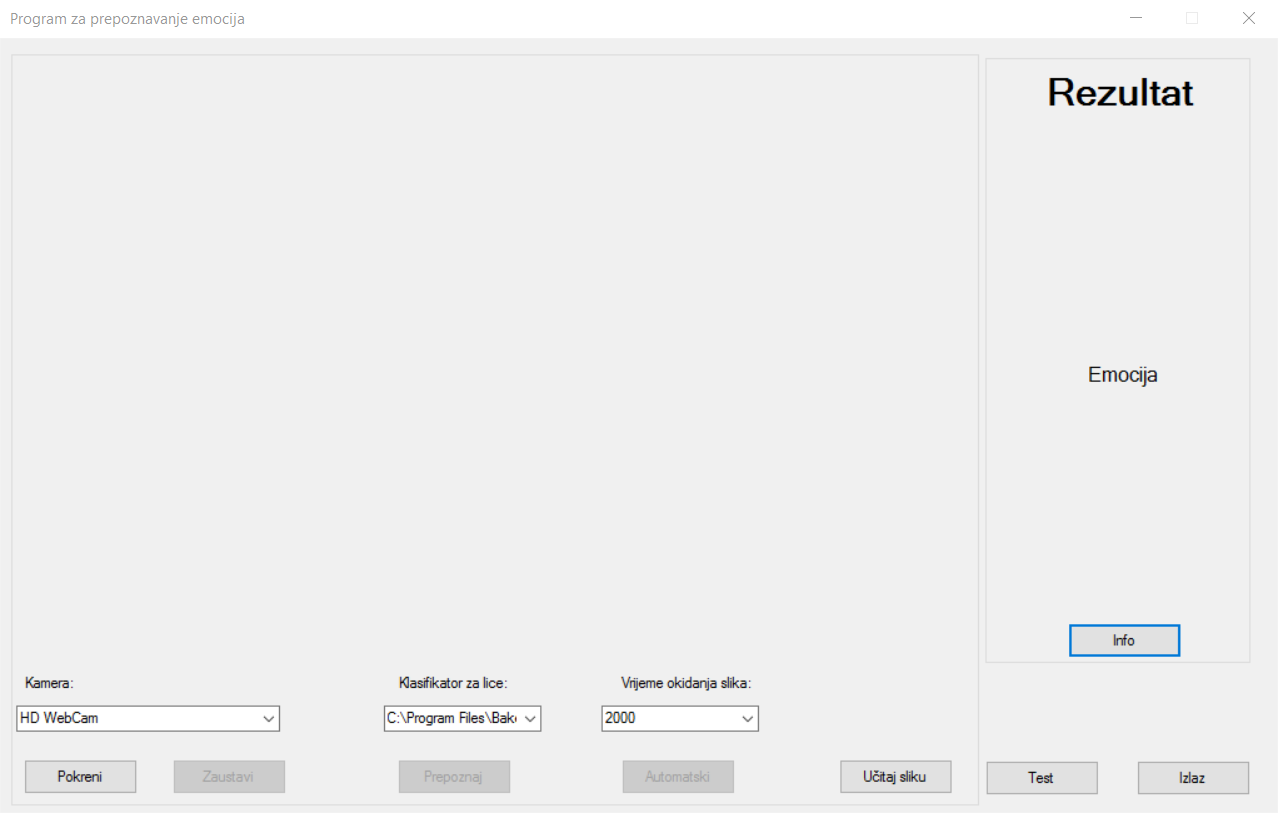 Program za prepoznavanje emocija
Rezultat
Emocija
Info
Kamera:
Klasifikator za lice:
Vrijeme okidanja slika:
HD WebCam
C:\Program Files\Bak
2000
Pokreni
Zaustavi
Prepoznaj
Automatski
Učitaj sliku
Test
Izlaz